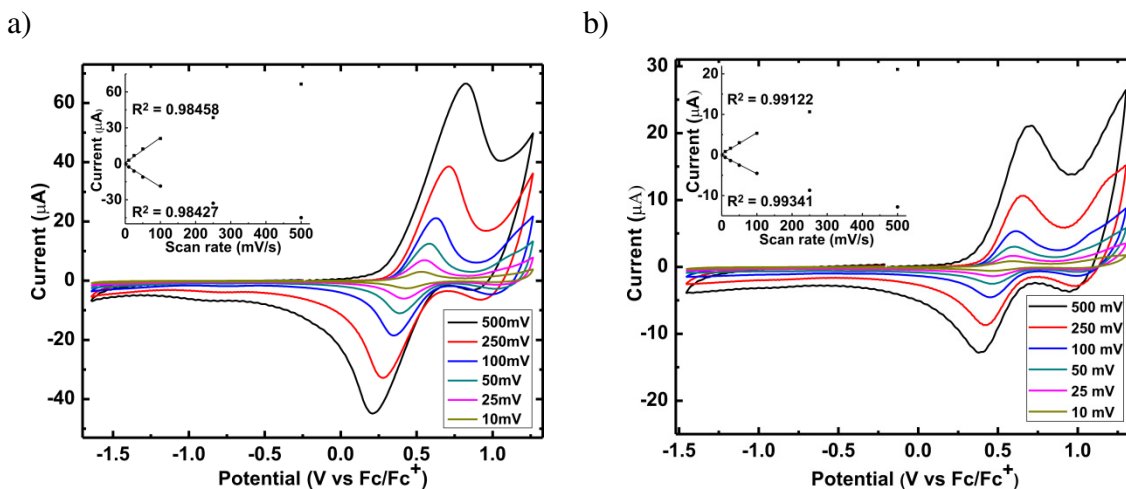 a)
b)
Current (μA)
60
40
20
0
-20
-40
-1.5 -1.0 -0.5 0.0 0.5 1.0
Potential (V vs Fc/Fc+)
Current (μA)
60
30
0
-30
R² = 0.98458
R² = 0.98427
0 100 200 300 400 500
Scan rate (mV/s)
500mV
250mV
100mV
50mV
25mV
10mV
Current (μA)
30
20
10
0
-10
-20
-1.5 -1.0 -0.5 0.0 0.5 1.0
Potential (V vs Fc/Fc+)
Current (μA)
20
10
0
-10
R² = 0.99122
R² = 0.99341
0 100 200 300 400 500
Scan rate (mV/s)
500 mV
250 mV
100 mV
50 mV
25 mV
10 mV